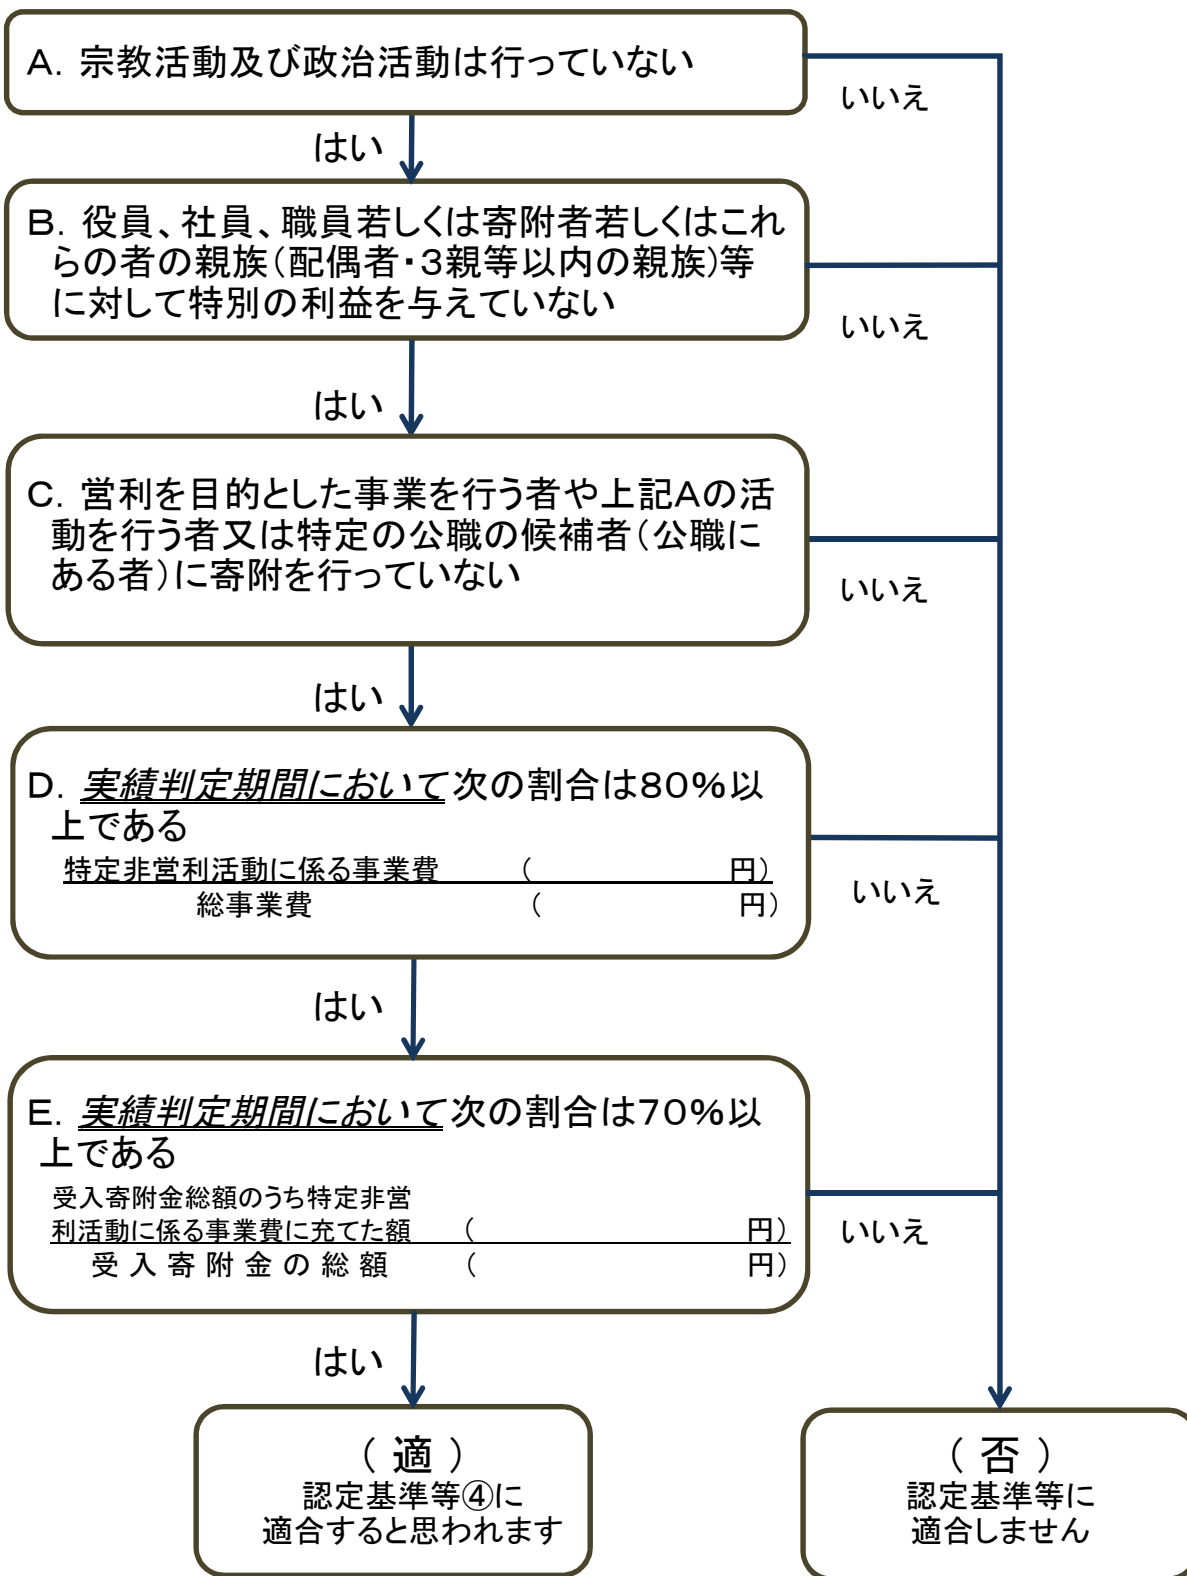 A. 宗教活動及び政治活動は行っていない
いいえ
はい
B. 役員、社員、職員若しくは寄附者若しくはこれ
らの者の親族(配偶者・3親等以内の親族)等
に対して特別の利益を与えていない
いいえ
はい
C. 営利を目的とした事業を行う者や上記Aの活
動を行う者又は特定の公職の候補者(公職に
ある者)に寄附を行っていない
いいえ
はい
D. 実績判定期間において次の割合は80%以
上である
特定非営利活動に係る事業費 ( 円)
総事業費 ( 円)
いいえ
はい
E. 実績判定期間において次の割合は70%以
上である
受入寄附金総額のうち特定非営
利活動に係る事業費に充てた額 ( 円)
受入寄附金の総額 ( 円)
いいえ
はい
(適)
認定基準等④に
適合すると思われます
(否)
認定基準等に
適合しません